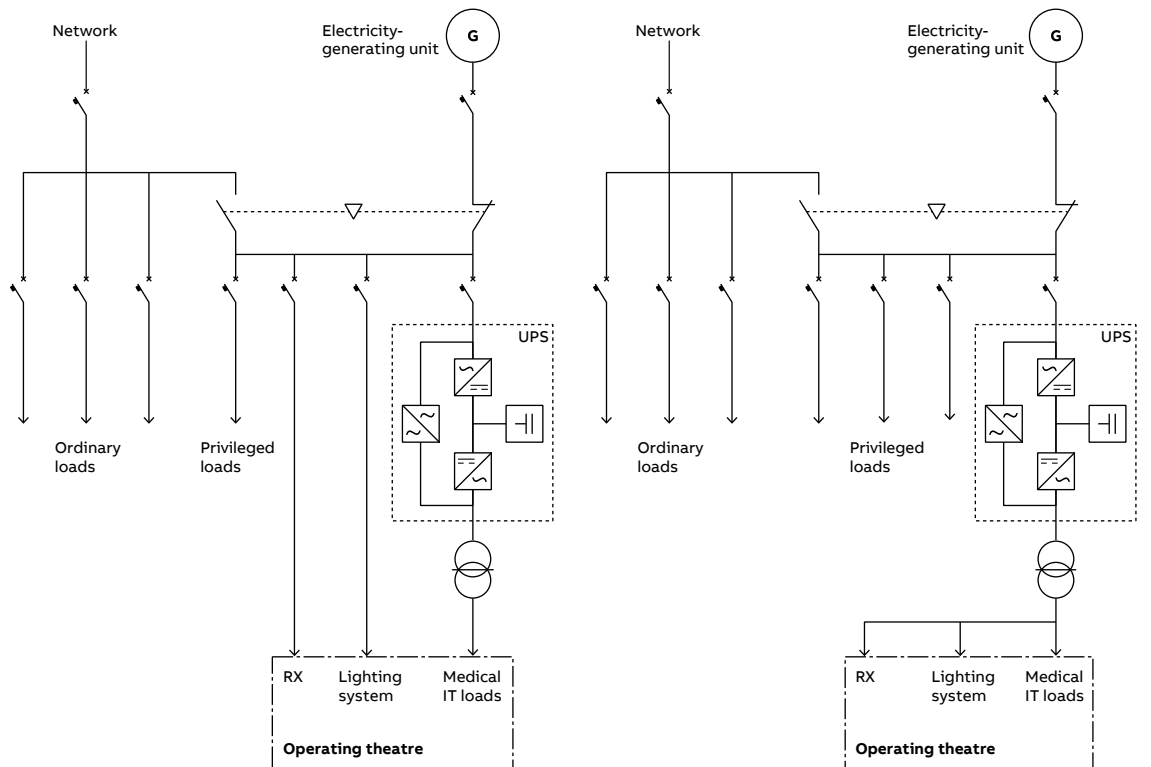 Network
Electricity-
generating unit
G
Network
Electricity-
generating unit
G
UPS
UPS
Ordinary
loads
Privileged
loads
Ordinary
loads
Privileged
loads
RX
Lighting
system
Medical
IT loads
Operating theatre
RX
Lighting
system
Medical
IT loads
Operating theatre